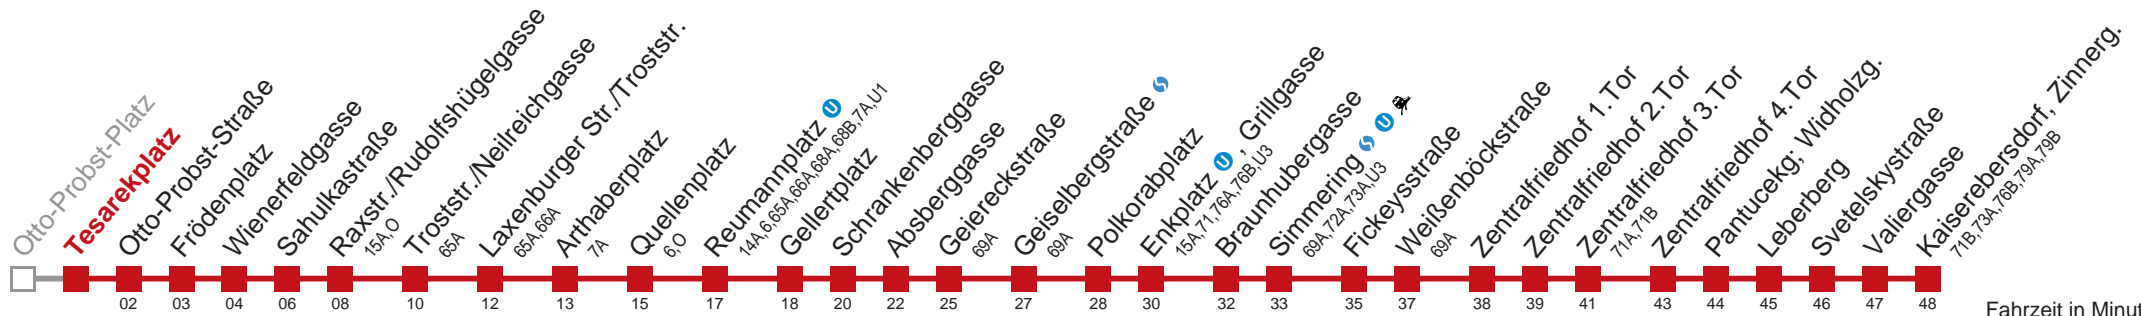 Otto-Probst-Platz
Tesarekplatz
Otto-Probst-Straße
Frödenplatz
Wienerfeldgasse
Sahulkastraße
Raxstr./Rudolfshügelgasse
15A,O
Troststr./Neilreichgasse
65A
Laxenburger Str./Troststr.
65A,66A
Arthaberplatz
7A
Quellenplatz
6,O
Reumannplatz U
14A,6,65A,66A,68A,68B,7A,U1
Gellertplatz
Schrankenberggasse
Absberggasse
Geiereckstraße
69A
Geiselbergstraße S
69A
Polkorabplatz
Enkplatz U , Grillgasse
15A,71,76A,76B,U3
Braunhubergasse
Simmering S U
69A,72A,73A,U3
Fickeysstraße
Weißenböckstraße
69A
Zentralfriedhof 1.Tor
Zentralfriedhof 2.Tor
Zentralfriedhof 3.Tor
71A,71B
Zentralfriedhof 4.Tor
Pantucekg; Widholzg.
Leberberg
Svetelskystraße
Valiergasse
Kaiserebersdorf, Zinnerg.
71B,73A,76B,79A,79B
02 03 04 06 08 10 12 13 15 17 18 20 22 25 27 28 30 32 33 35 37 38 39 41 43 44 45 46 47 48
Fahrzeit in Minut